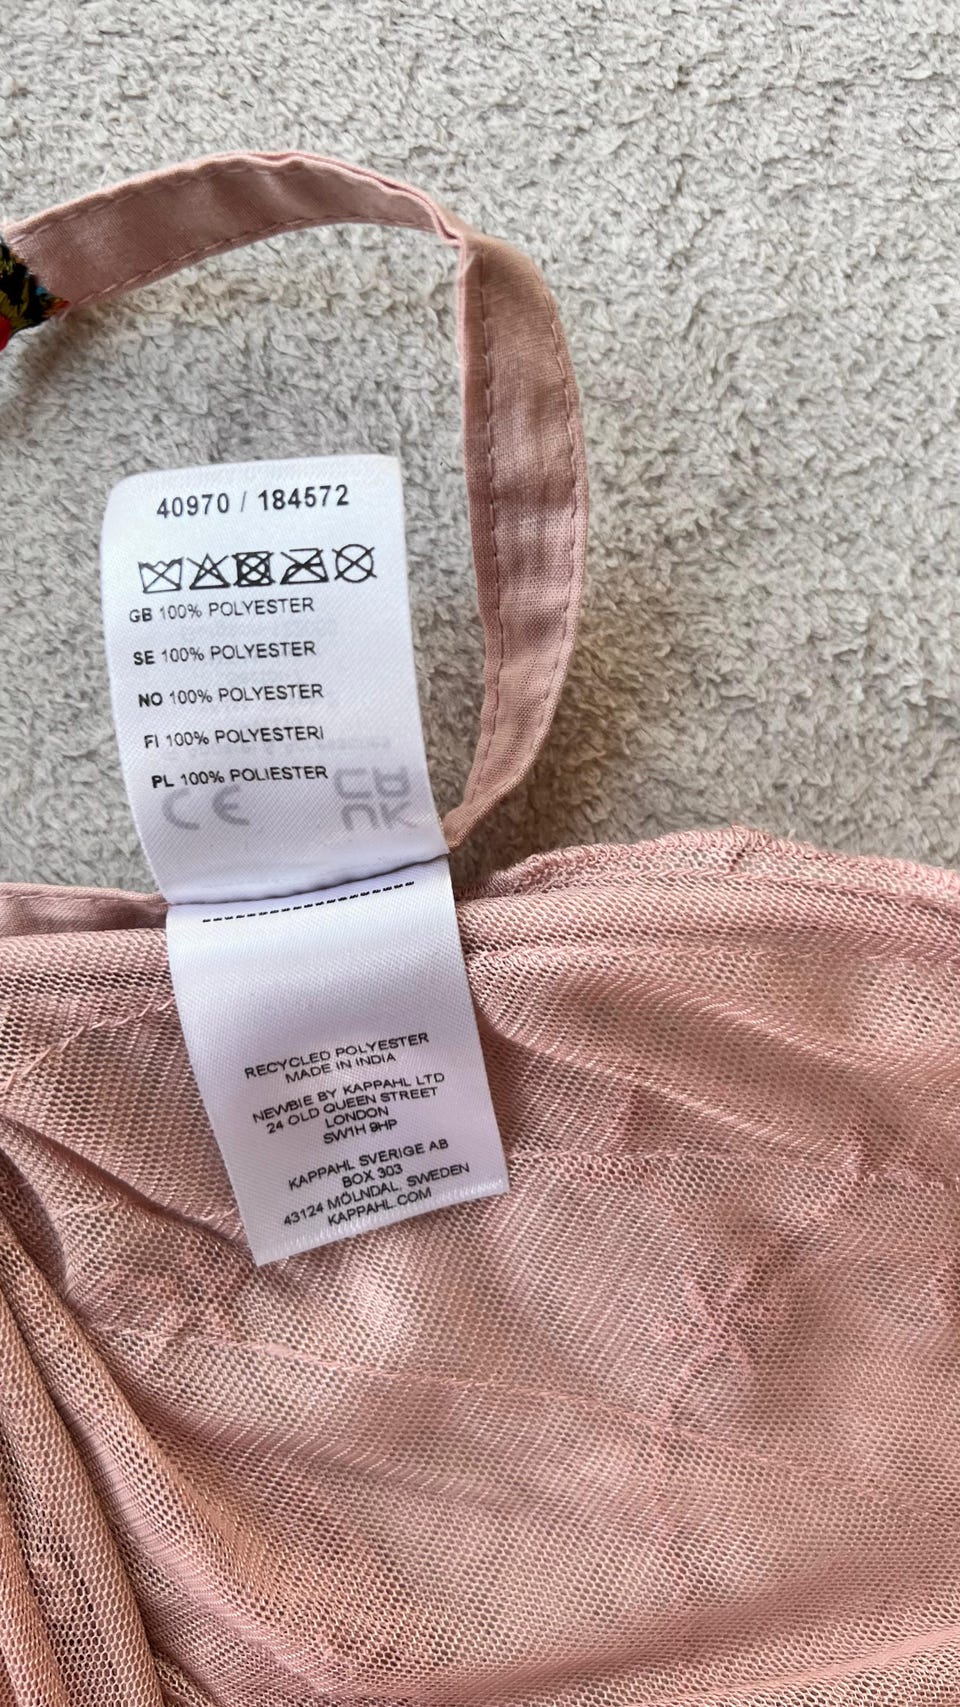 40970 / 184572
GB 100% POLYESTER
SE 100% POLYESTER
NO 100% POLYESTER
FI 100% POLYESTERI
PL 100% POLIESTER
CE UK CA
RECYCLED POLYESTER
MADE IN INDIA
NEWBIE BY KAPPAHL LTD
24 OLD QUEEN STREET
LONDON
SW1H 9HP
KAPPAHL SVERIGE AB
BOX 303
43124 MÖLNDAL, SWEDEN
KAPPAHL.COM